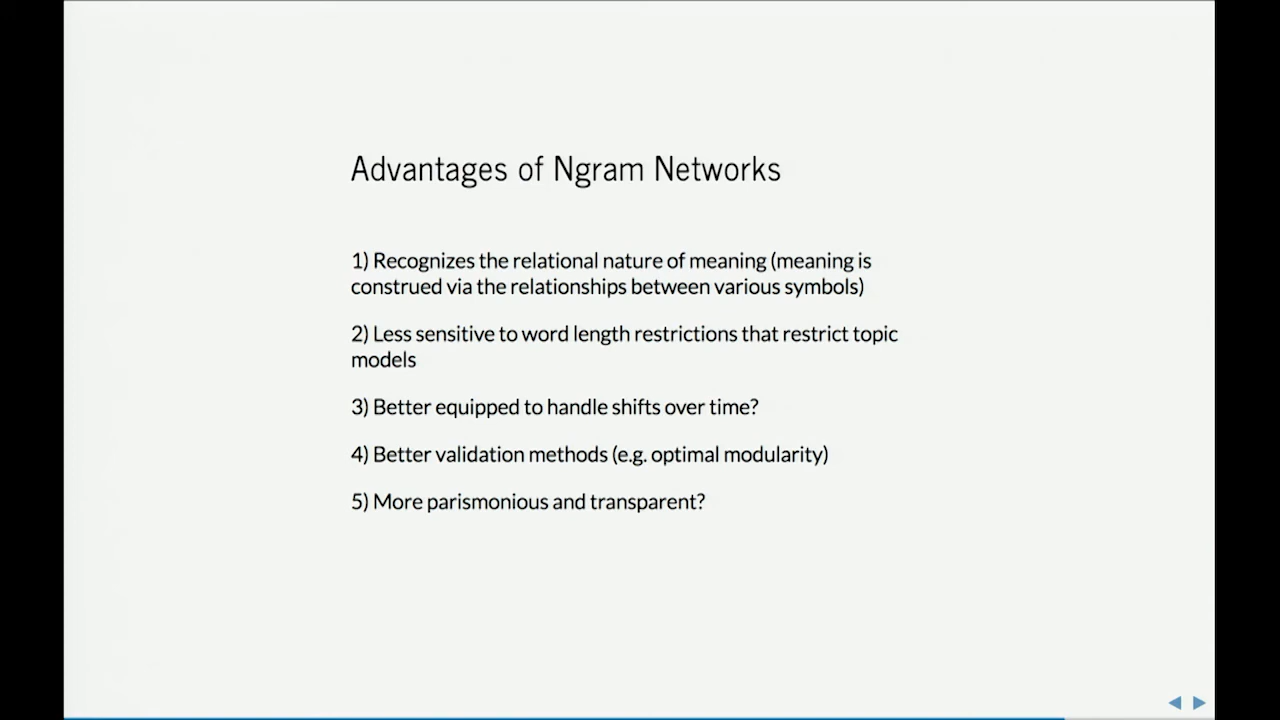 Advantages of Ngram Networks
1) Recognizes the relational nature of meaning (meaning is
construed via the relationships between various symbols)
2) Less sensitive to word length restrictions that restrict topic
models
3) Better equipped to handle shifts over time?
4) Better validation methods (e.g. optimal modularity)
5) More parismonious and transparent?